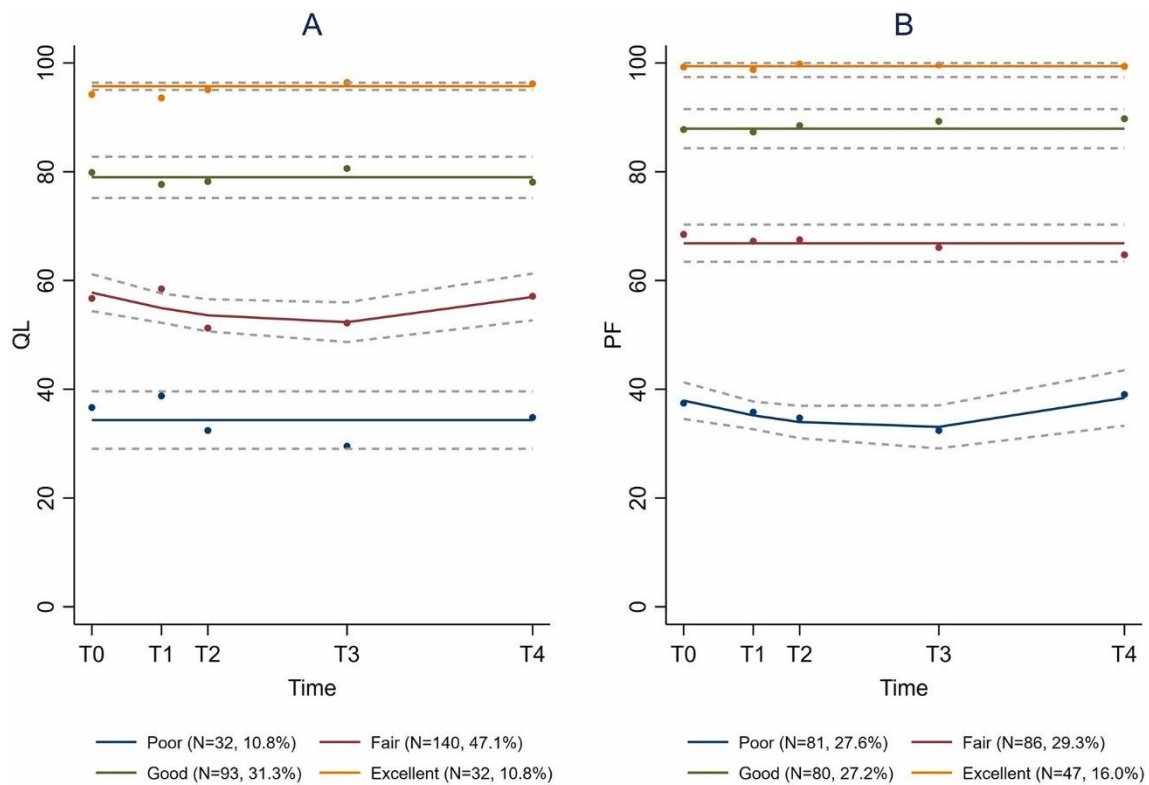 A
100
80
60
40
20
0
QL
T0 T1 T2 T3 T4
Time
Poor (N=32, 10.8%) Fair (N=140, 47.1%)
Good (N=93, 31.3%) Excellent (N=32, 10.8%)
B
100
80
60
40
20
0
PF
T0 T1 T2 T3 T4
Time
Poor (N=81, 27.6%) Fair (N=86, 29.3%)
Good (N=80, 27.2%) Excellent (N=47, 16.0%)